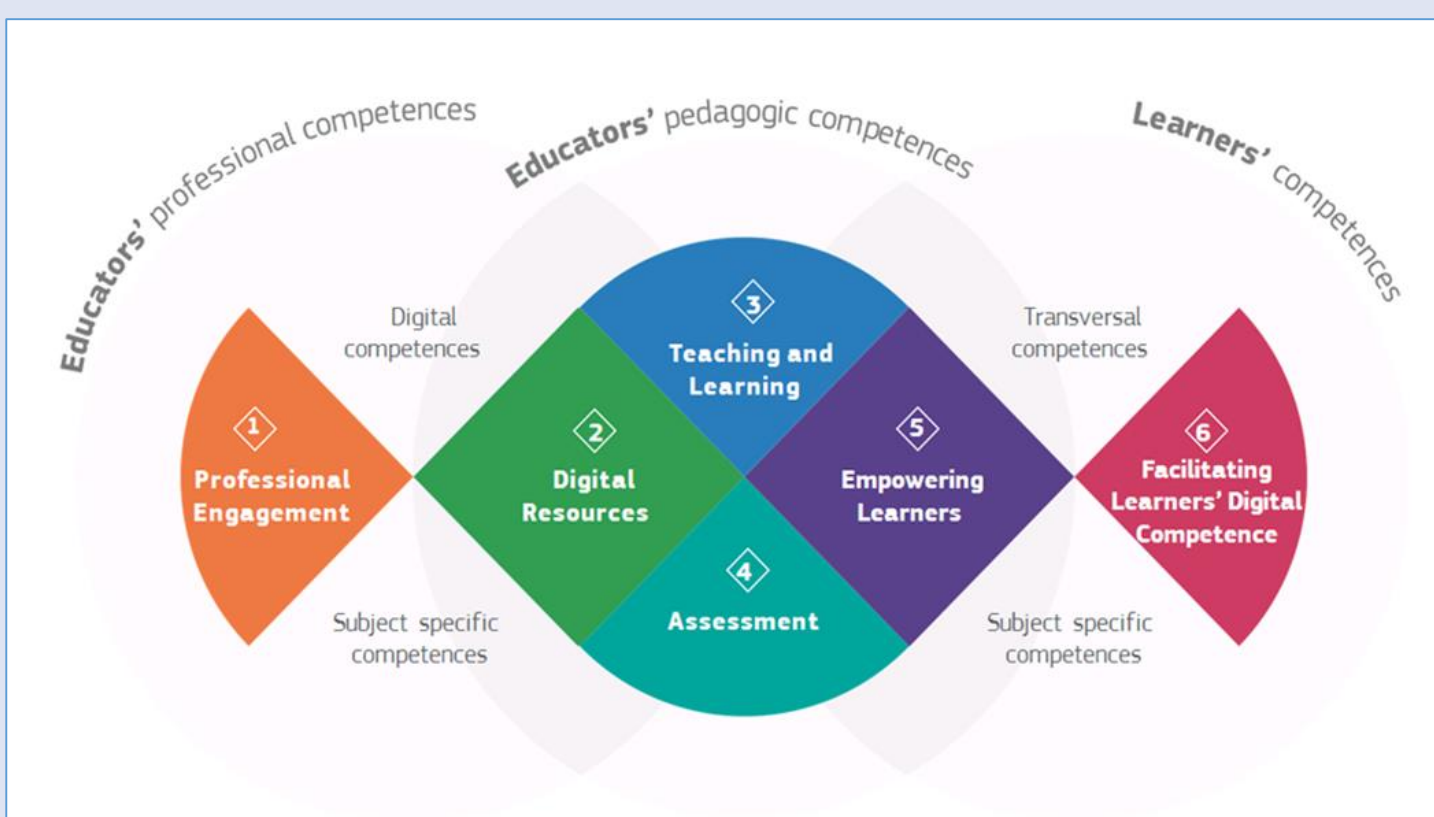 Educators' professional competences
Educators' pedagogic competences
Learners' competences
Digital
competences
Transversal
competences
1
Professional
Engagement
2
Digital
Resources
3
Teaching and
Learning
4
Assessment
5
Empowering
Learners
6
Facilitating
Learners' Digital
Competence
Subject specific
competences
Subject specific
competences